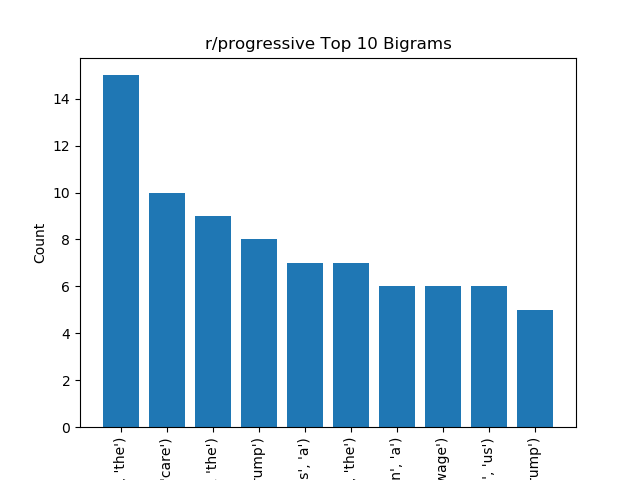 r/progressive Top 10 Bigrams
Count
14
12
10
8
6
4
2
0
, 'the')
'care')
, 'the')
rump')
s', 'a')
, 'the')
n', 'a')
wage')
', 'us')
rump')